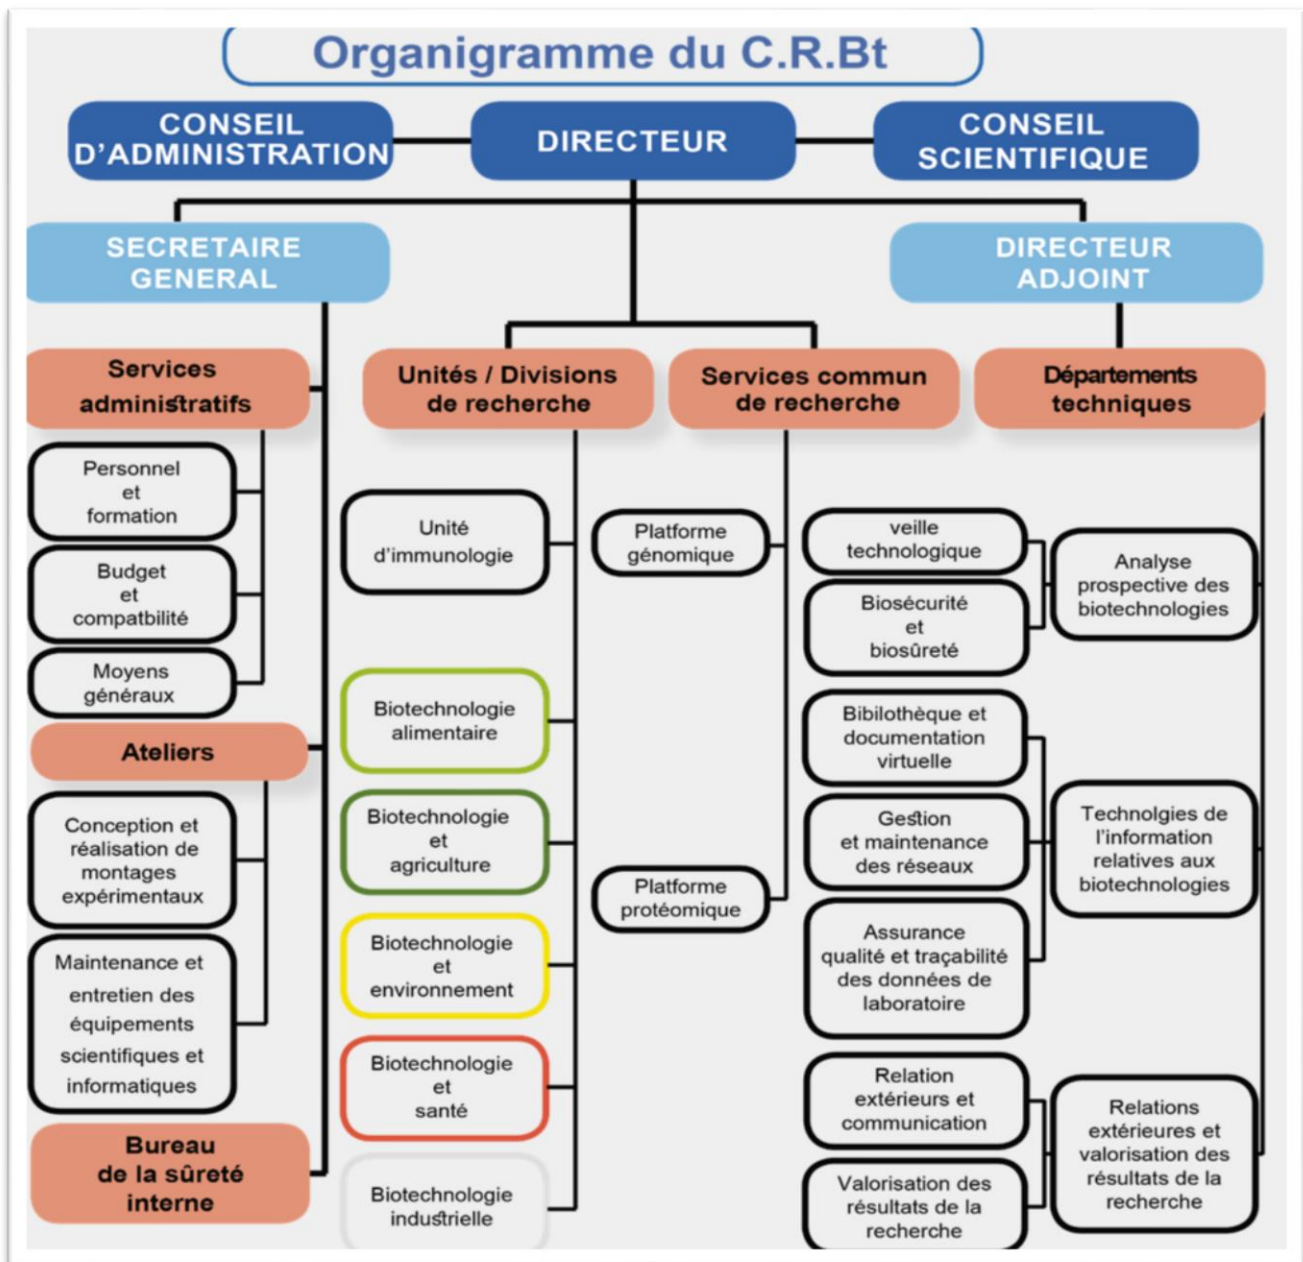 Organigramme du C.R.Bt
CONSEIL
D'ADMINISTRATION
DIRECTEUR
CONSEIL
SCIENTIFIQUE
SECRETAIRE
GENERAL
DIRECTEUR
ADJOINT
Services
administratifs
Personnel
et
formation
Budget
et
compatbilité
Moyens
généraux
Ateliers
Conception et
réalisation de
montages
expérimentaux
Maintenance et
entretien des
équipements
scientifiques et
informatiques
Bureau
de la sûreté
interne
Unités / Divisions
de recherche
Unité
d'immunologie
Biotechnologie
alimentaire
Biotechnologie
et
agriculture
Biotechnologie
et
environnement
Biotechnologie
et
santé
Biotechnologie
industrielle
Services commun
de recherche
Platforme
génomique
Platforme
protéomique
Départements
techniques
veille
technologique
Biosécurité
et
biosûreté
Analyse
prospective des
biotechnologies
Bibilothèque et
documentation
virtuelle
Gestion
et maintenance
des réseaux
Assurance
qualité et traçabilité
des données de
laboratoire
Technolgies de
l'information
relatives aux
biotechnologies
Relation
extérieurs et
communication
Valorisation des
résultats de la
recherche
Relations
extérieures et
valorisation des
résultats de la
recherche